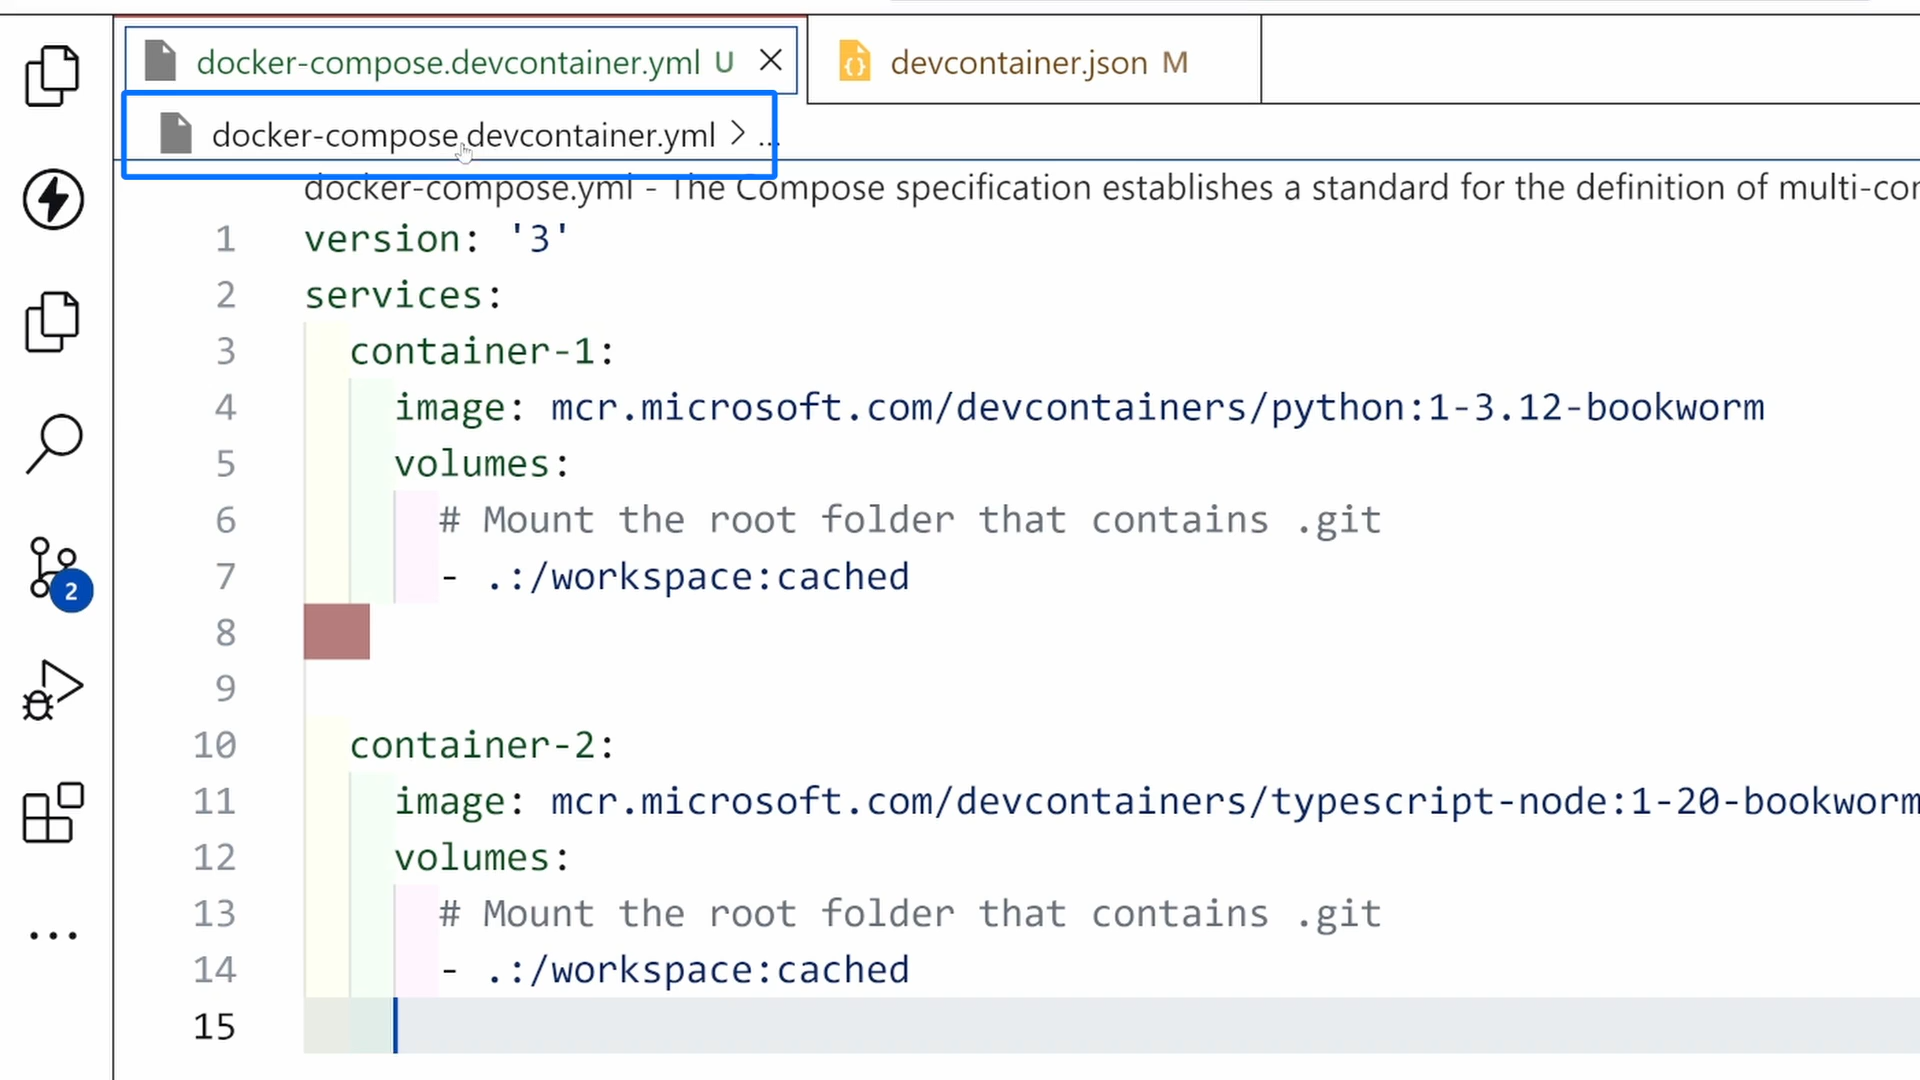 docker-compose.devcontainer.yml U
devcontainer.json M
docker-compose.devcontainer.yml > ...
docker-compose.yml - The Compose specification establishes a standard for the definition of
1 version: '3'
2 services:
3 container-1:
4 image: mcr.microsoft.com/devcontainers/python:1-3.12-bookworm
5 volumes:
6 # Mount the root folder that contains .git
7 - .:/workspace:cached
8
9
10 container-2:
11 image: mcr.microsoft.com/devcontainers/typescript-node:1-20-bookworm
12 volumes:
13 # Mount the root folder that contains .git
14 - .:/workspace:cached
15
2